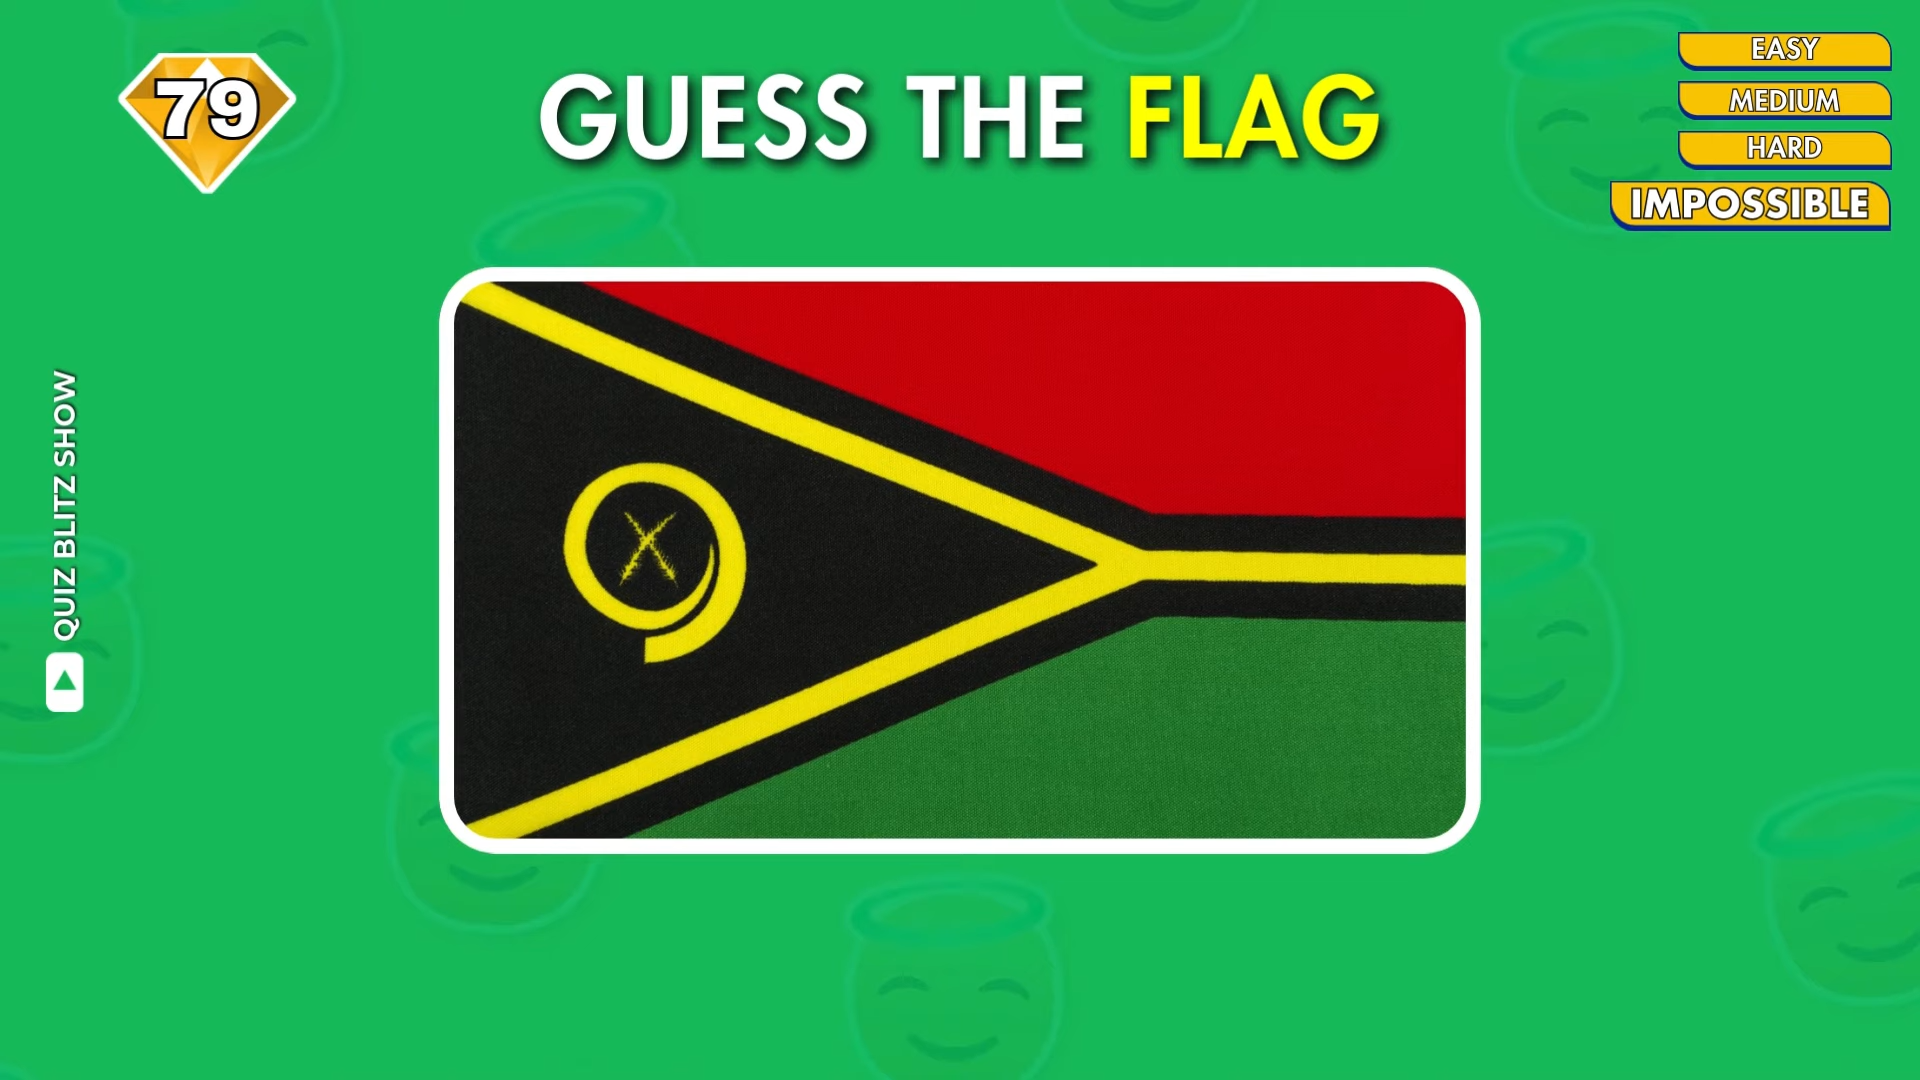 79
GUESS THE FLAG
EASY
MEDIUM
HARD
IMPOSSIBLE
QUIZ BLITZ SHOW